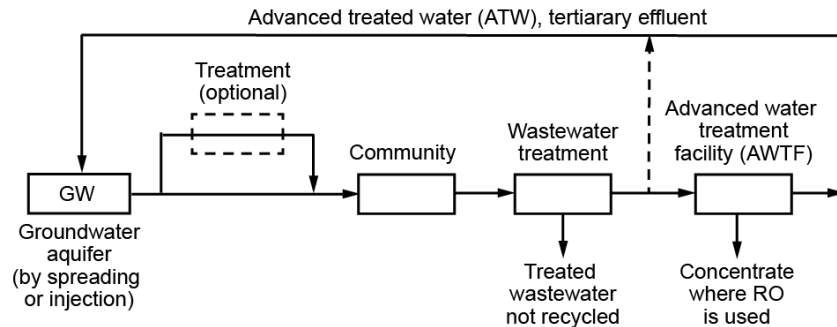 Advanced treated water (ATW), tertiarary effluent
Treatment
(optional)
Community
Wastewater
treatment
Advanced water
treatment
facility (AWTF)
GW
Groundwater
aquifer
(by spreading
or injection)
Treated
wastewater
not recycled
Concentrate
where RO
is used